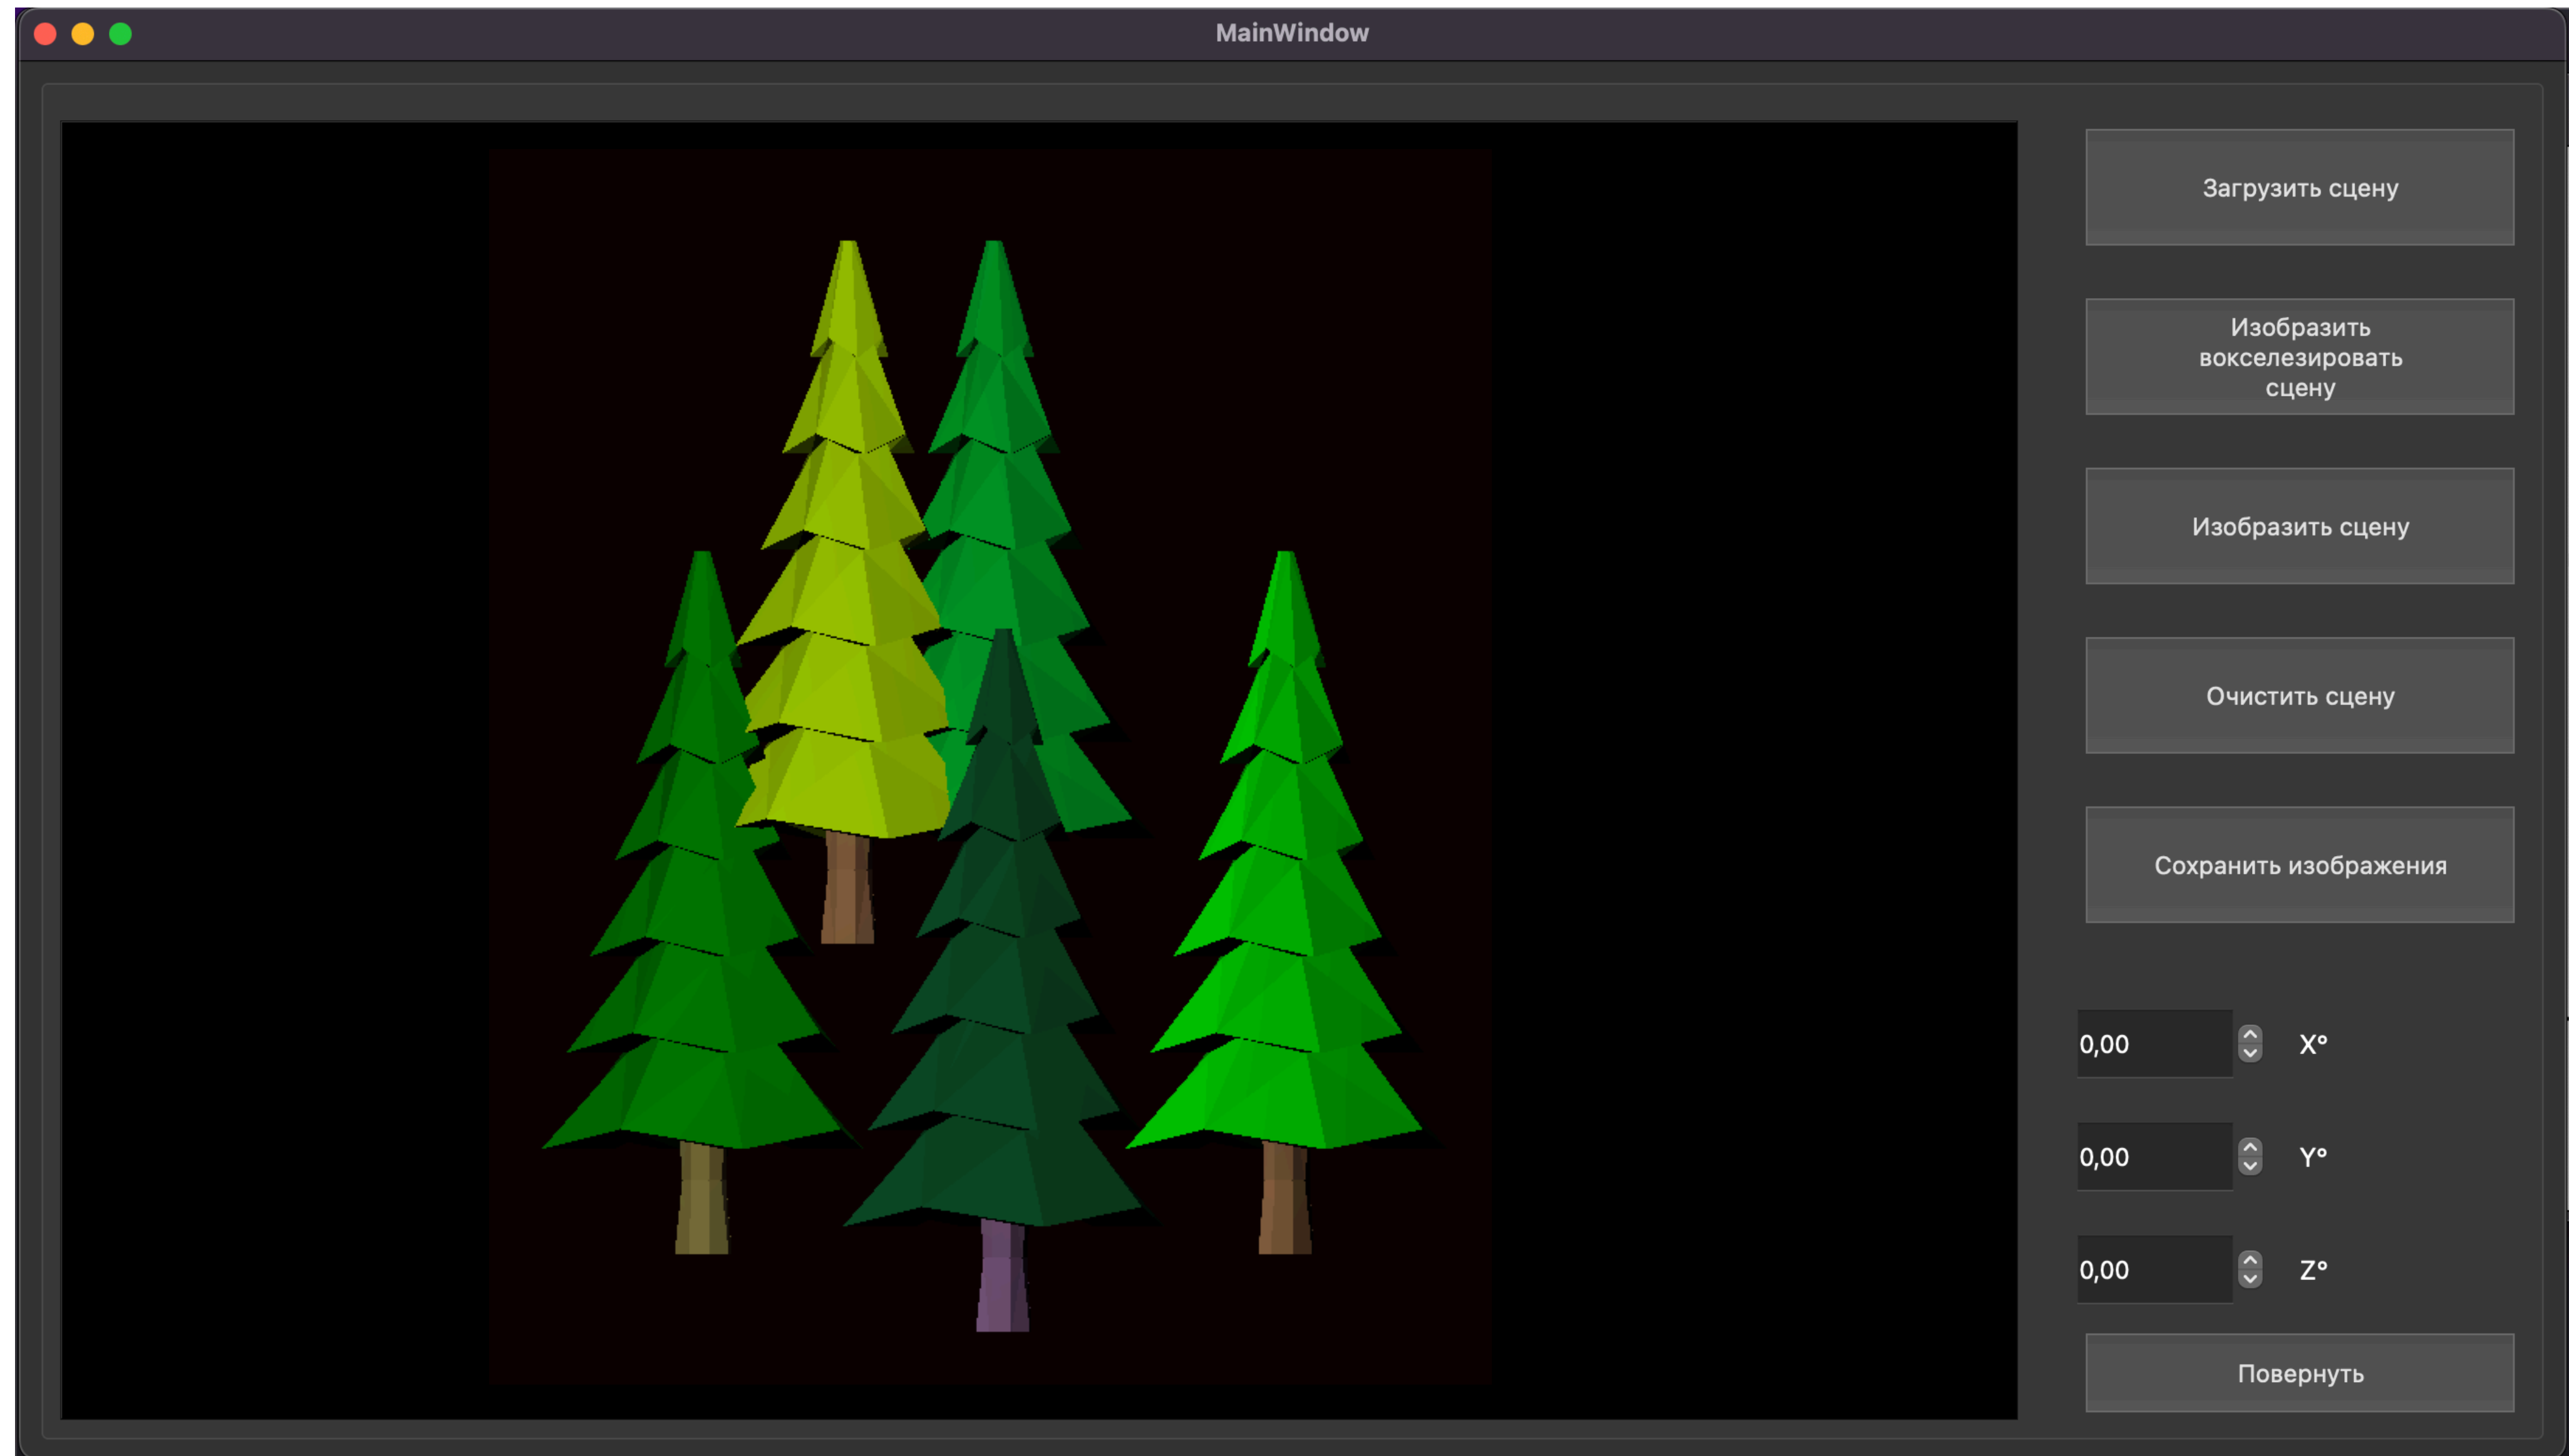 MainWindow
Загрузить сцену
Изобразить
вокселезировать
сцену
Изобразить сцену
Очистить сцену
Сохранить изображения
0,00 X°
0,00 Y°
0,00 Z°
Повернуть